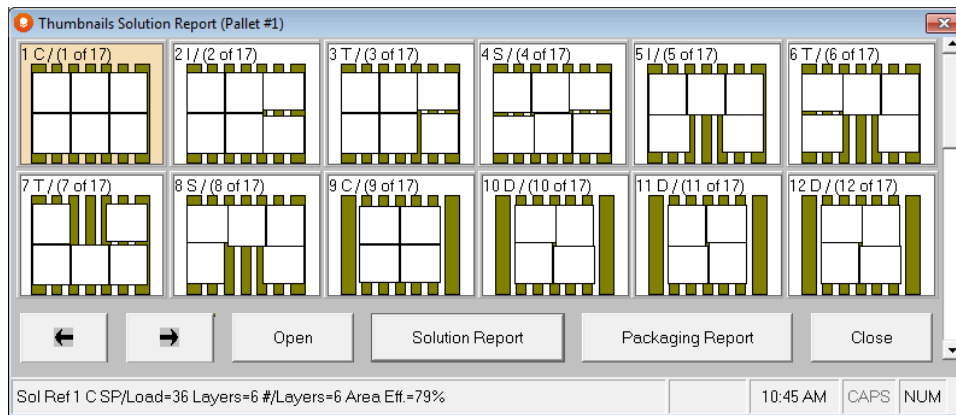 Thumbnails Solution Report (Pallet #1)
1 C / (1 of 17)
2 I / (2 of 17)
3 T / (3 of 17)
4 S / (4 of 17)
5 I / (5 of 17)
6 T / (6 of 17)
7 T / (7 of 17)
8 S / (8 of 17)
9 C / (9 of 17)
10 D / (10 of 17)
11 D / (11 of 17)
12 D / (12 of 17)
Open
Solution Report
Packaging Report
Close
Sol Ref 1 C SP/Load=36 Layers=6 #/Layers=6 Area Eff.=79%
10:45 AM
CAPS
NUM